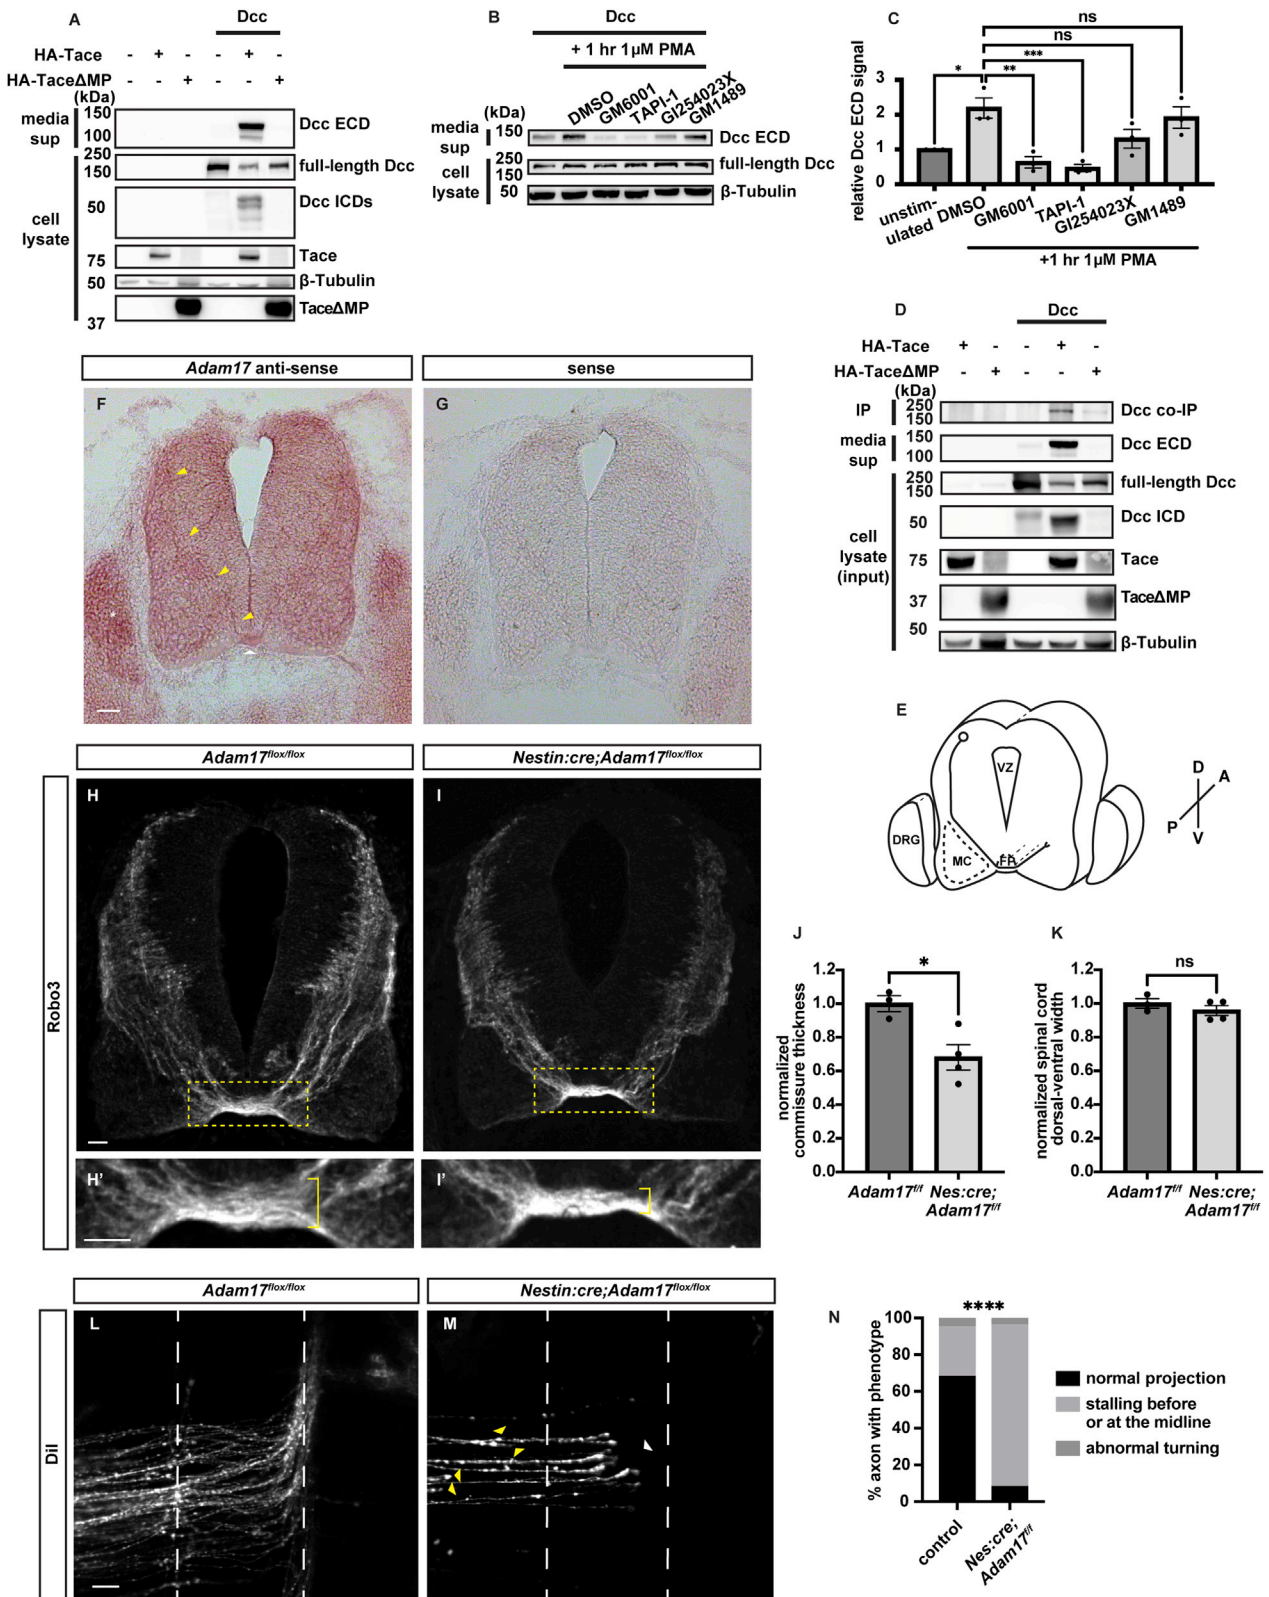 A
Dcc
HA-Tace - + - - + -
HA-TaceΔMP - - + - - +
(kDa)
media sup
150
100
Dcc ECD
cell lysate
250
150
full-length Dcc
50
Dcc ICDs
75
Tace
50
β-Tubulin
37
TaceΔMP
B
Dcc
+ 1 hr 1μM PMA
DMSO
GM6001
TAPI-1
GI254023X
GM1489
(kDa)
media sup
150
Dcc ECD
cell lysate
250
150
full-length Dcc
50
β-Tubulin
C
ns
ns
***
* **
relative Dcc ECD signal
3
2
1
0
unstim-
ulated
DMSO
GM6001
TAPI-1
GI254023X
GM1489
+1 hr 1μM PMA
D
Dcc
HA-Tace + - - + -
HA-TaceΔMP - + - - +
(kDa)
IP
250
150
Dcc co-IP
media sup
150
100
Dcc ECD
cell lysate (input)
250
150
full-length Dcc
50
Dcc ICD
75
Tace
37
TaceΔMP
50
β-Tubulin
E
VZ
DRG
MC
FP
D
A
P
V
Adam17 anti-sense
sense
F
G
Adam17flox/flox
Nestin:cre;Adam17flox/flox
Robo3
H
I
H'
I'
J
*
normalized
commissure thickness
1.2
1.0
0.8
0.6
0.4
0.2
0.0
Adam17f/f
Nes:cre;
Adam17f/f
K
ns
normalized spinal cord
dorsal-ventral width
1.2
1.0
0.8
0.6
0.4
0.2
0.0
Adam17f/f
Nes:cre;
Adam17f/f
Adam17flox/flox
Nestin:cre;Adam17flox/flox
DiI
L
M
N
****
% axon with phenotype
100
80
60
40
20
0
control
Nes:cre;
Adam17f/f
normal projection
stalling before
or at the midline
abnormal turning